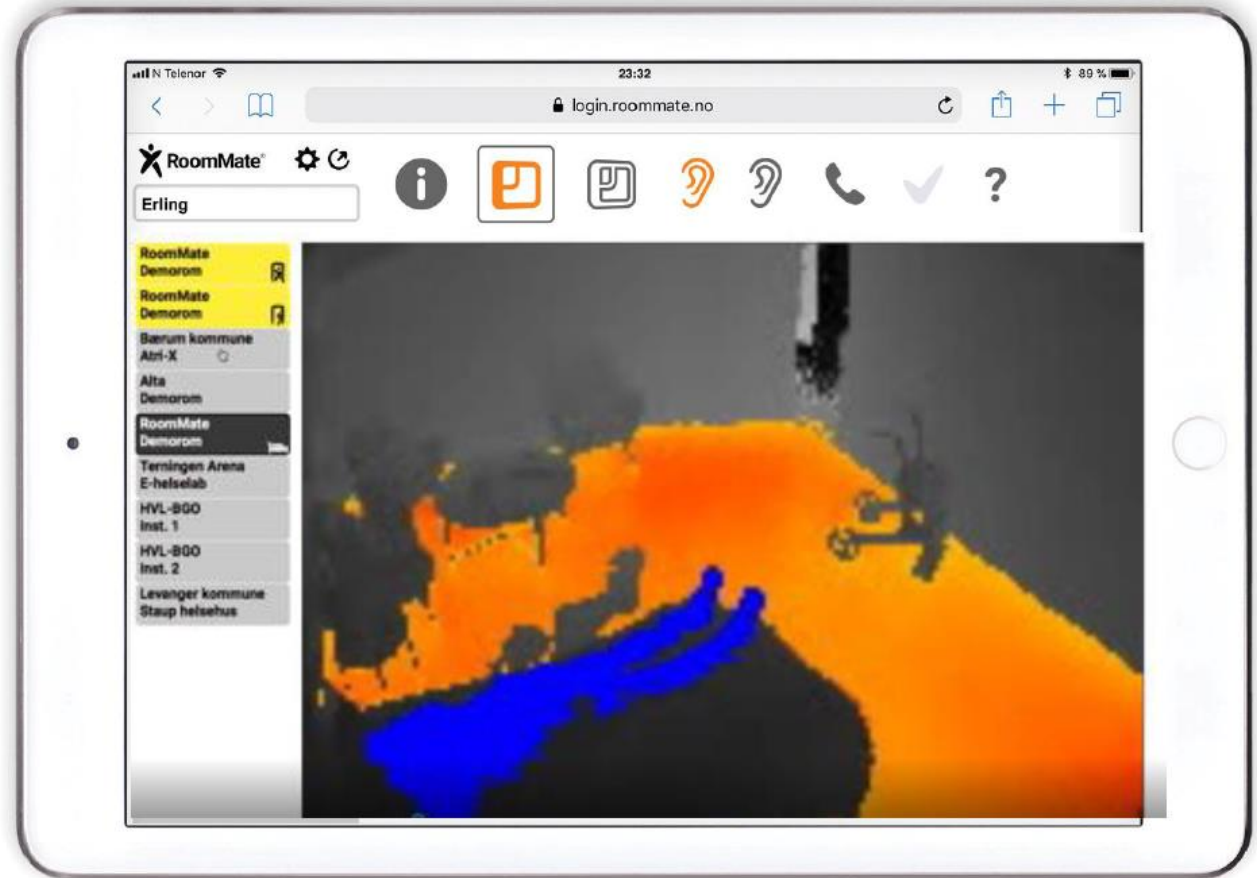 N Telenor
23:32
89 %
login.roommate.no
RoomMate®
Erling
?
RoomMate
Demorom
RoomMate
Demorom
Bærum kommune
Atri-X
Alta
Demorom
RoomMate
Demorom
Terningen Arena
E-helselab
HVL-BGO
Inst. 1
HVL-BGO
Inst. 2
Levanger kommune
Staup helsehus